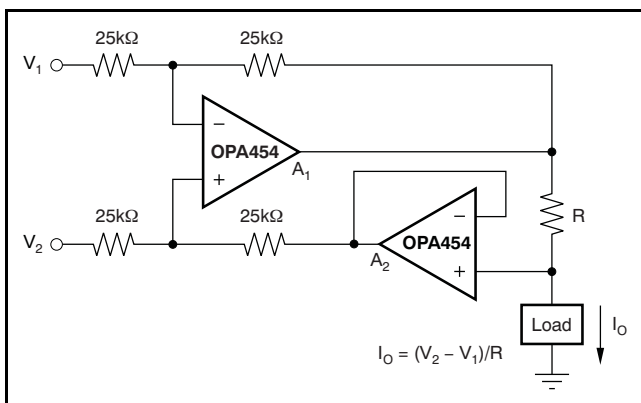 25kΩ
25kΩ
V1
−
OPA454
A1
+
25kΩ
25kΩ
V2
−
OPA454
A2
+
R
Load
IO
IO = (V2 − V1)/R